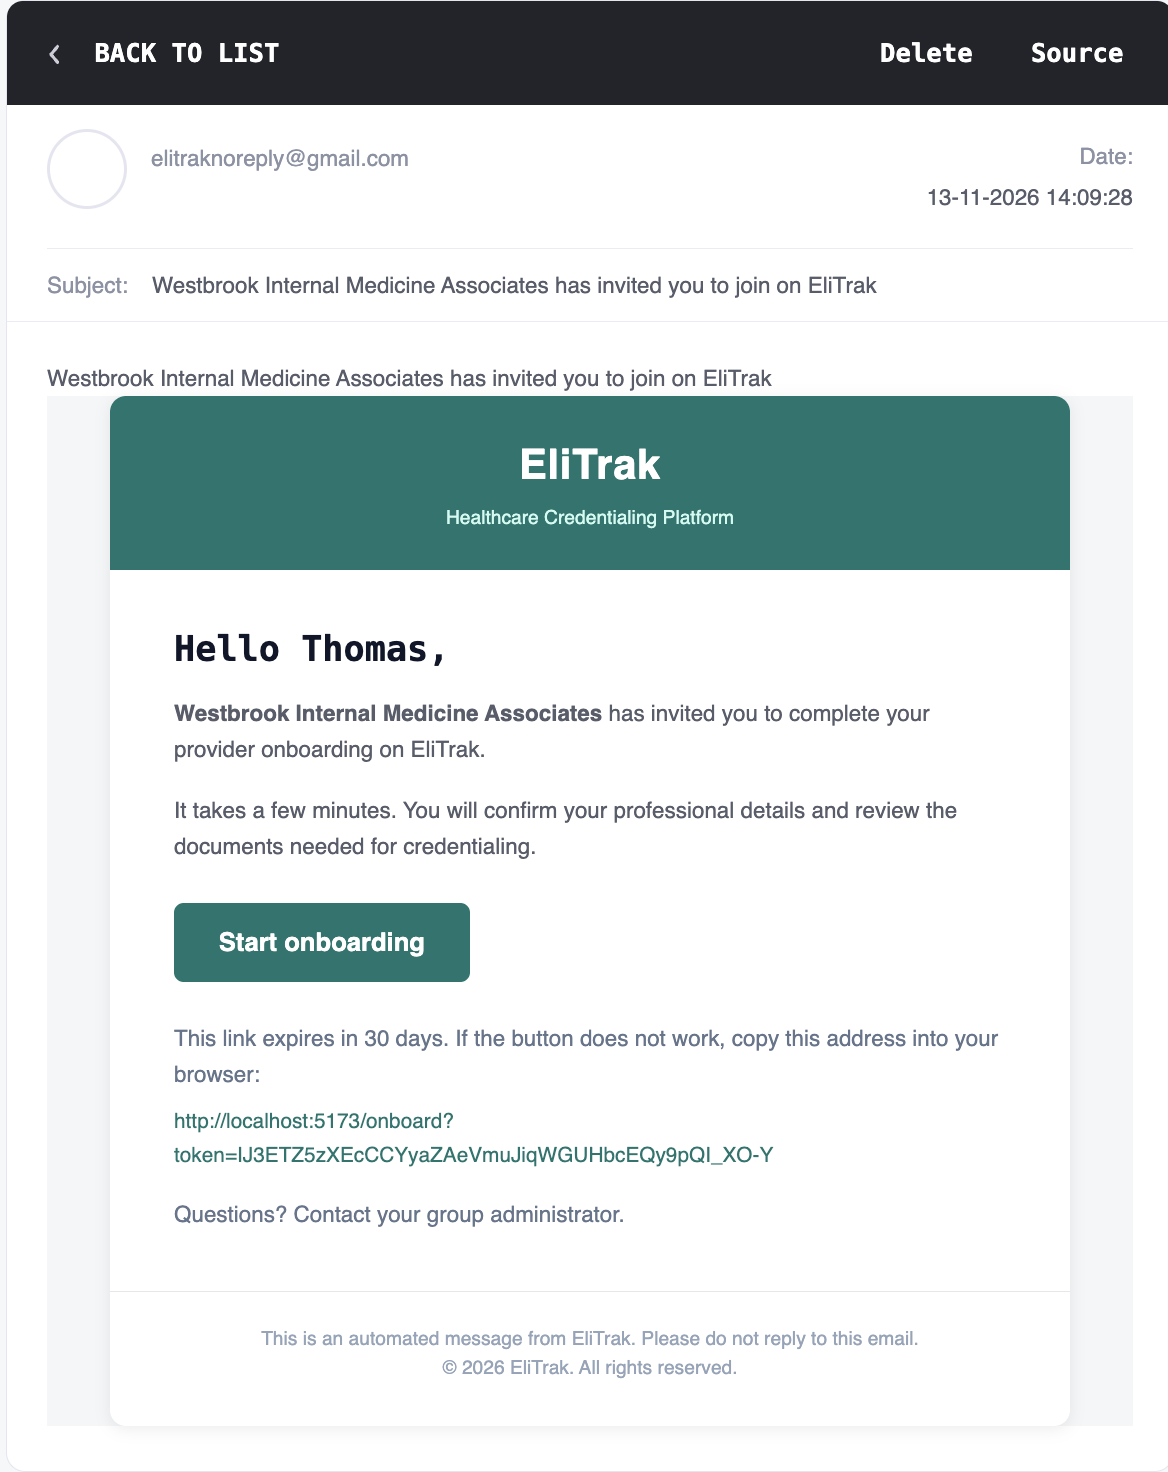 BACK TO LIST
Delete
Source
elitraknoreply@gmail.com
Date:
13-11-2026 14:09:28
Subject: Westbrook Internal Medicine Associates has invited you to join on EliTrak
Westbrook Internal Medicine Associates has invited you to join on EliTrak
EliTrak
Healthcare Credentialing Platform
Hello Thomas,
Westbrook Internal Medicine Associates has invited you to complete your
provider onboarding on EliTrak.
It takes a few minutes. You will confirm your professional details and review the
documents needed for credentialing.
Start onboarding
This link expires in 30 days. If the button does not work, copy this address into your
browser:
http://localhost:5173/onboard?
token=lJ3ETZ5zXEcCCYyaZAeVmuJiqWGUHbcEQy9pQI_XO-Y
Questions? Contact your group administrator.
This is an automated message from EliTrak. Please do not reply to this email.
© 2026 EliTrak. All rights reserved.